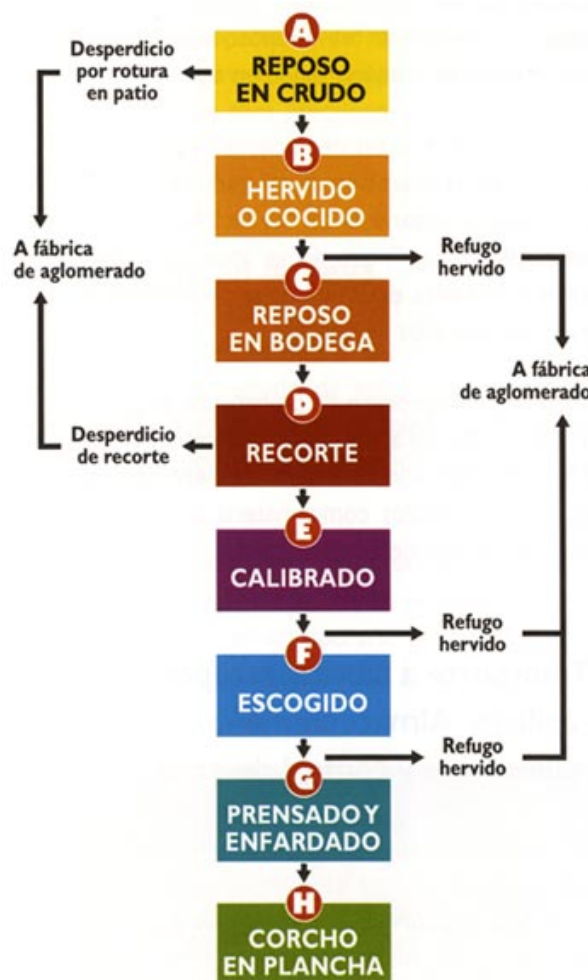 A
REPOSO
EN CRUDO
Desperdicio
por rotura
en patio
B
HERVIDO
O COCIDO
A fábrica
de aglomerado
Refugo
hervido
C
REPOSO
EN BODEGA
A fábrica
de aglomerado
D
RECORTE
Desperdicio
de recorte
E
CALIBRADO
Refugo
hervido
F
ESCOGIDO
Refugo
hervido
G
PRENSADO Y
ENFARDADO
H
CORCHO
EN PLANCHA